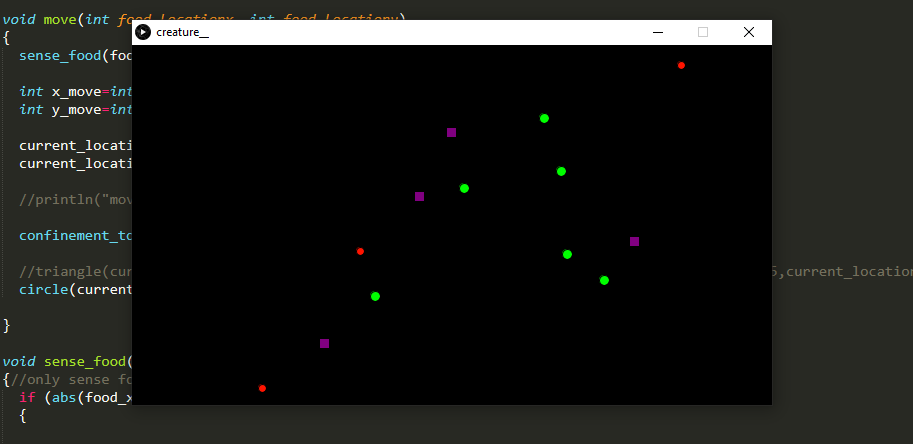 void move(int food_locationx, int food_locationy)
{
creature__
sense_food(foo
int x_move=int
int y_move=int
current_locati
current_locati
//println("mov
confinement_to
//triangle(cur 5,current_location
circle(current
}
void sense_food(
{//only sense fo
if (abs(food_x
{